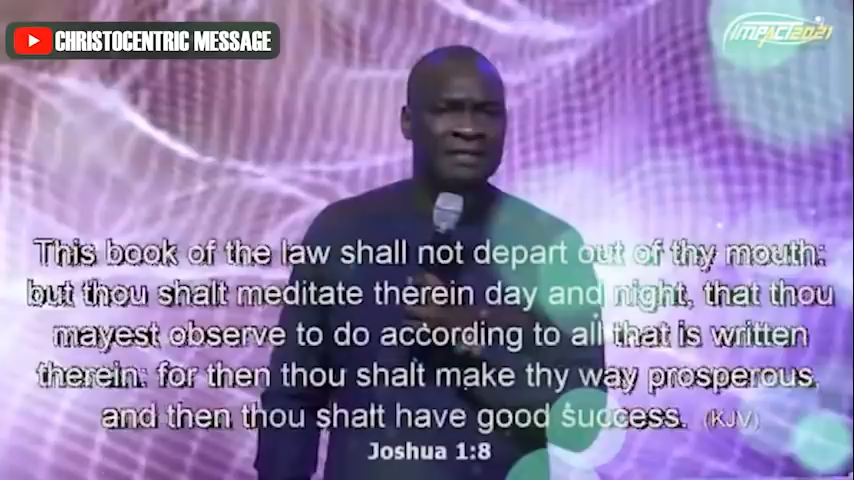 CHRISTOCENTRIC MESSAGE
IMPACT2021
This book of the law shall not depart out of thy mouth;
but thou shalt meditate therein day and night, that thou
mayest observe to do according to all that is written
therein: for then thou shalt make thy way prosperous,
and then thou shalt have good success. (KJV)
Joshua 1:8